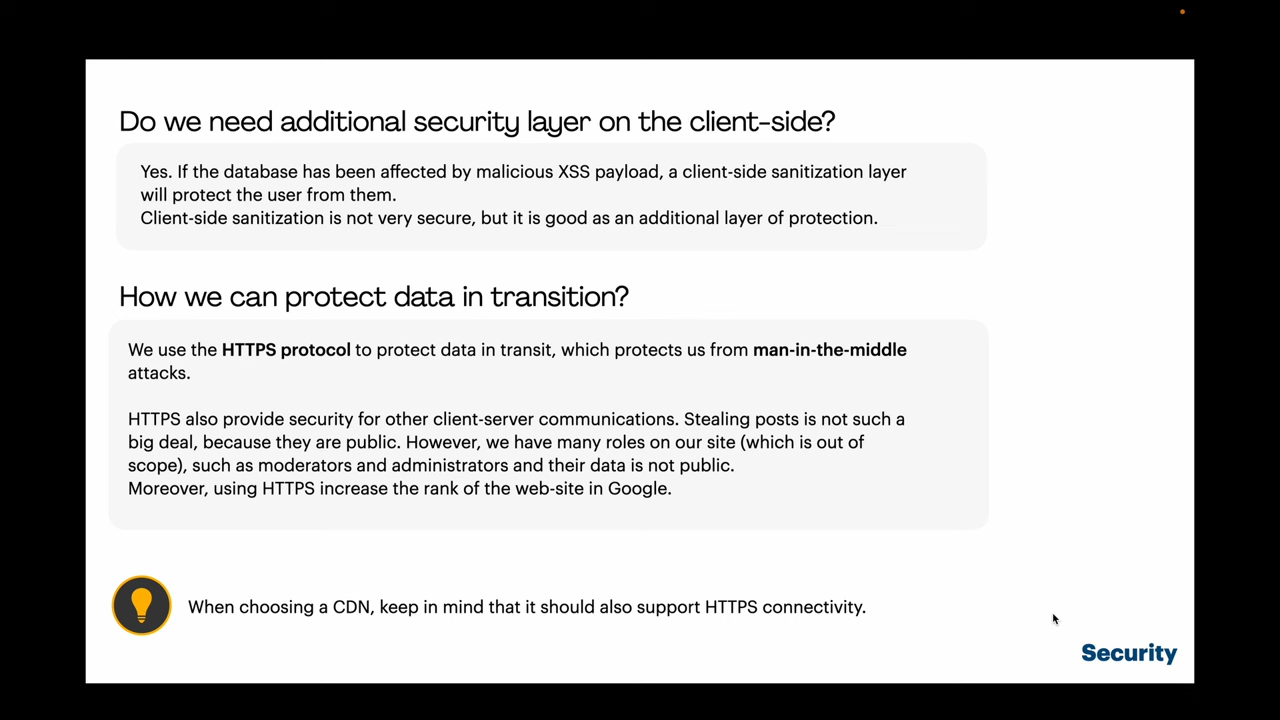 Do we need additional security layer on the client-side?
Yes. If the database has been affected by malicious XSS payload, a client-side sanitization layer
will protect the user from them.
Client-side sanitization is not very secure, but it is good as an additional layer of protection.
How we can protect data in transition?
We use the HTTPS protocol to protect data in transit, which protects us from man-in-the-middle
attacks.
HTTPS also provide security for other client-server communications. Stealing posts is not such a
big deal, because they are public. However, we have many roles on our site (which is out of
scope), such as moderators and administrators and their data is not public.
Moreover, using HTTPS increase the rank of the web-site in Google.
When choosing a CDN, keep in mind that it should also support HTTPS connectivity.
Security